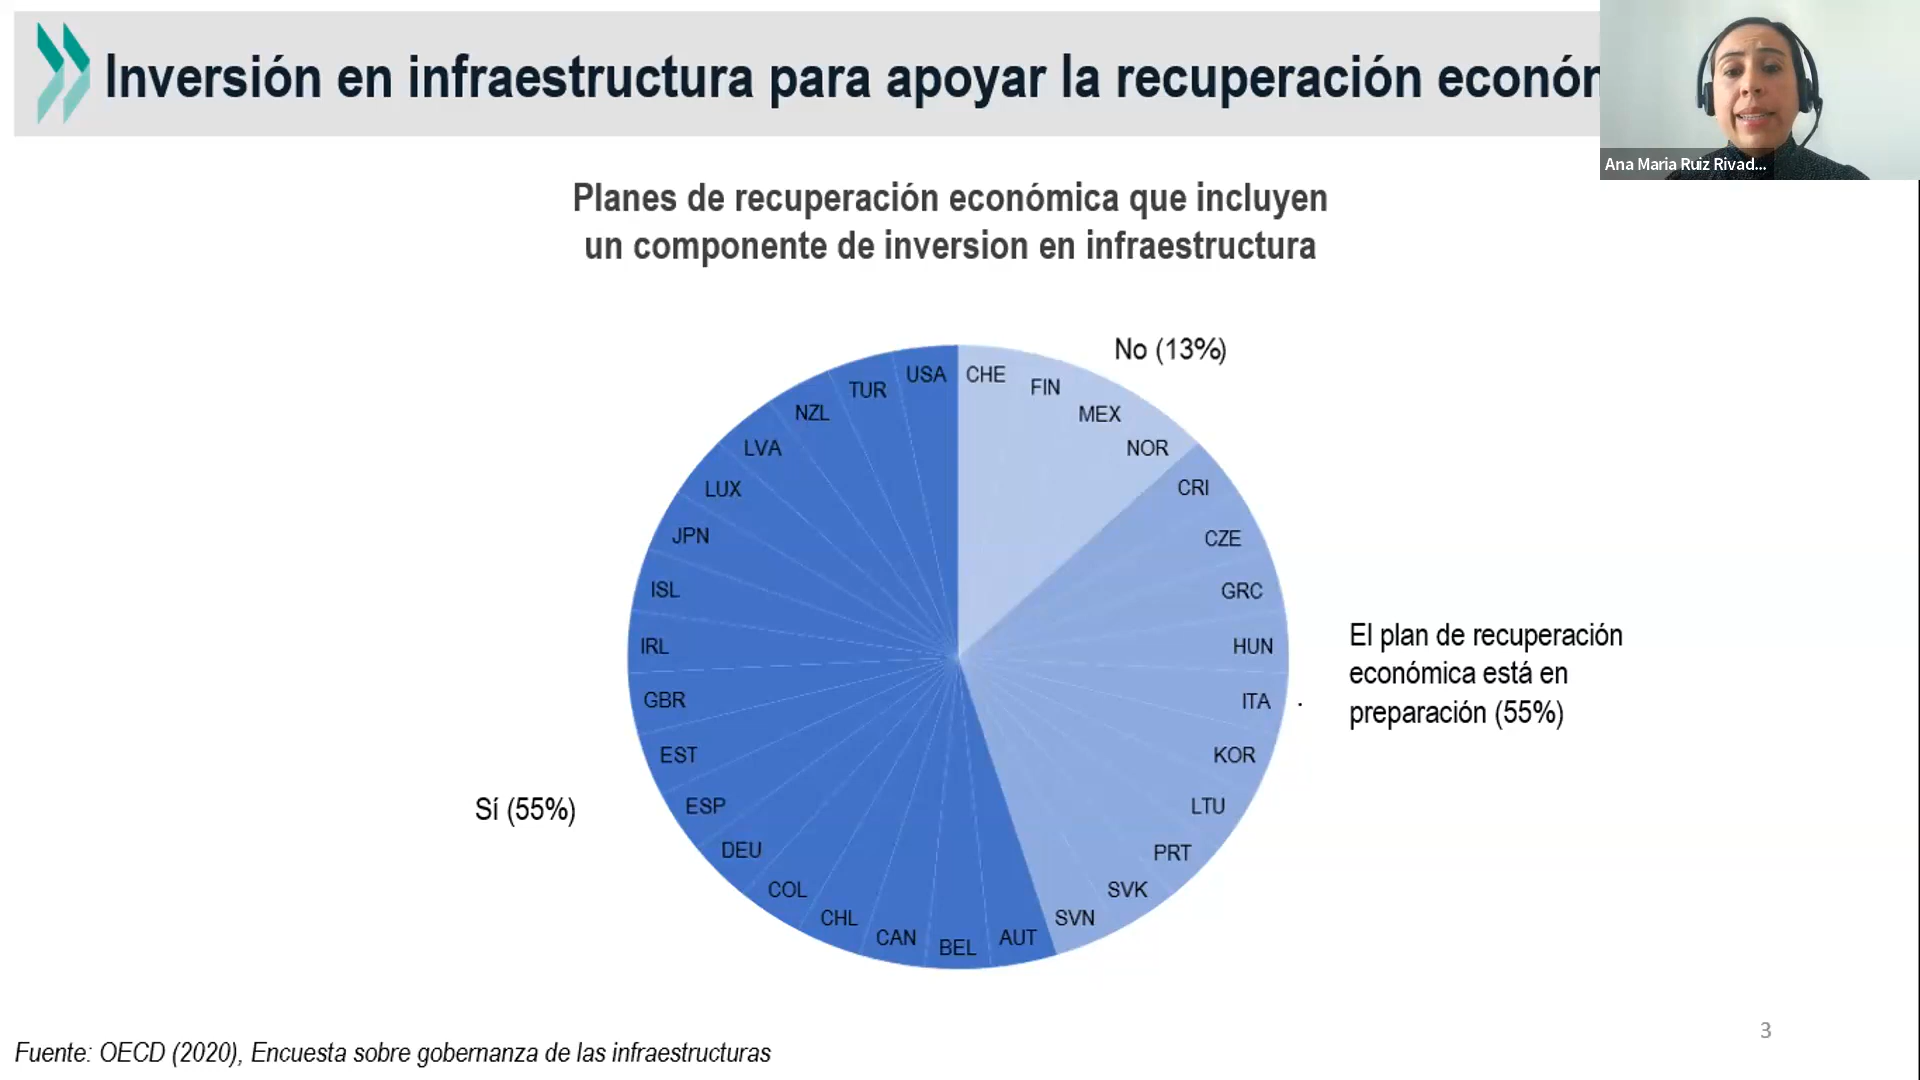 Inversión en infraestructura para apoyar la recuperación econón
Ana Maria Ruiz Rivad...
Planes de recuperación económica que incluyen
un componente de inversion en infraestructura
No (13%)
USA
CHE
TUR
FIN
NZL
MEX
LVA
NOR
LUX
CRI
JPN
CZE
ISL
GRC
IRL
HUN
GBR
ITA
EST
KOR
ESP
LTU
DEU
PRT
COL
SVK
CHL
SVN
CAN
AUT
BEL
El plan de recuperación
económica está en
preparación (55%)
Sí (55%)
3
Fuente: OECD (2020), Encuesta sobre gobernanza de las infraestructuras